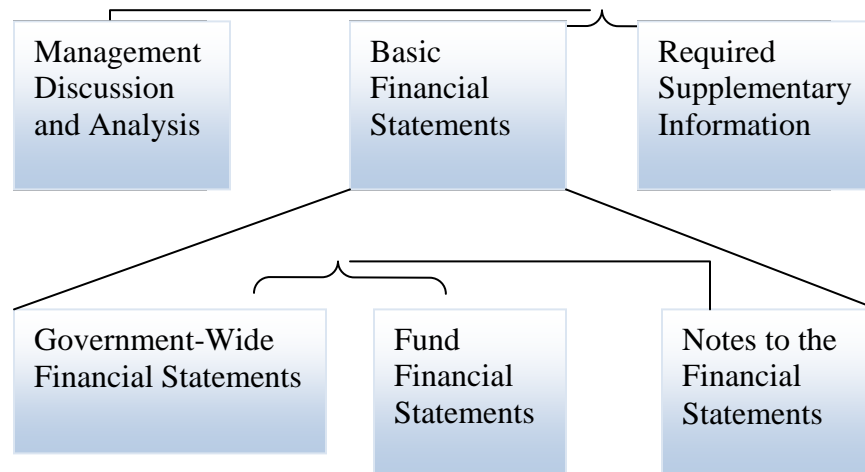 Management
Discussion
and Analysis
Basic
Financial
Statements
Required
Supplementary
Information
Government-Wide
Financial Statements
Fund
Financial
Statements
Notes to the
Financial
Statements